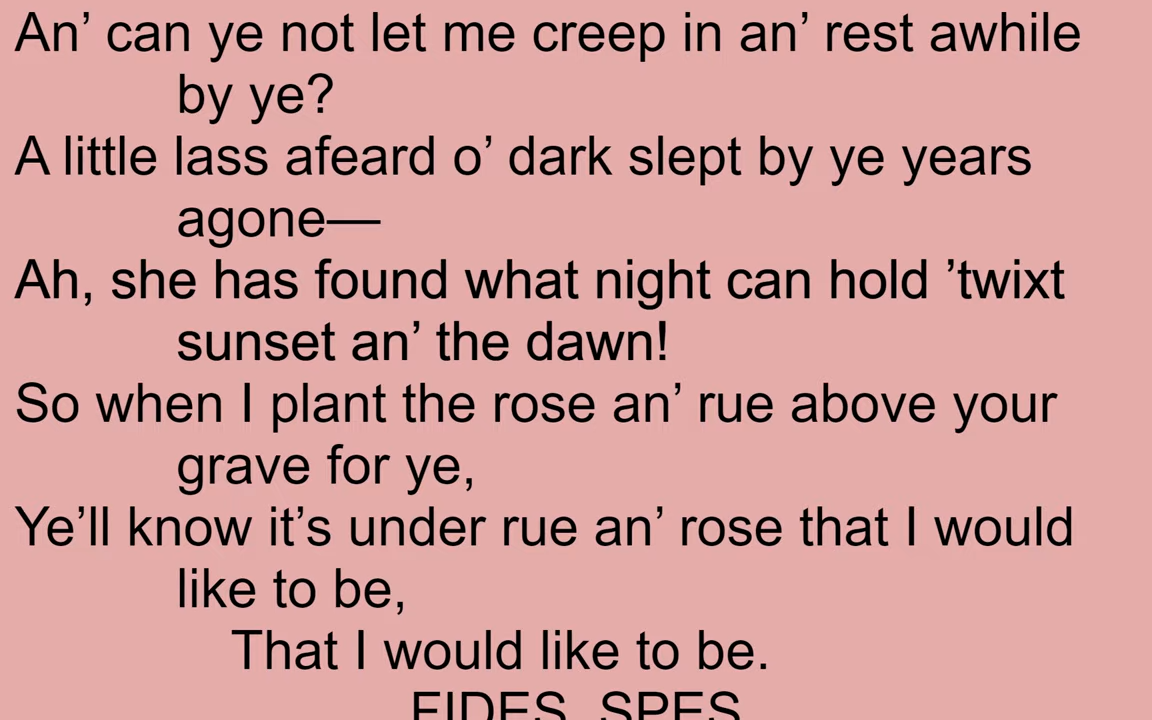 An’ can ye not let me creep in an’ rest awhile
by ye?
A little lass afeard o’ dark slept by ye years
agone—
Ah, she has found what night can hold ’twixt
sunset an’ the dawn!
So when I plant the rose an’ rue above your
grave for ye,
Ye’ll know it’s under rue an’ rose that I would
like to be,
That I would like to be.
FIDES, SPES